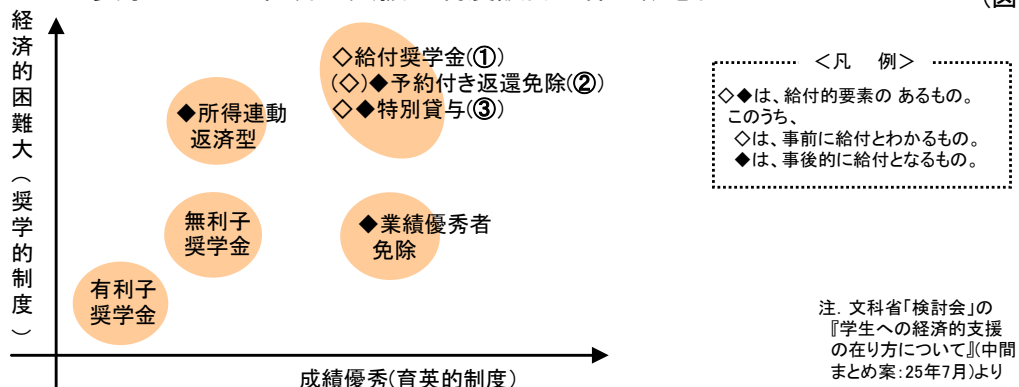 (図
経済的困難大（奨学的制度）
◇給付奨学金(①)
(◇)◆予約付き返還免除(②)
◇◆特別貸与(③)
◆所得連動
返済型
無利子
奨学金
◆業績優秀者
免除
有利子
奨学金
成績優秀(育英的制度)
＜凡　例＞
◇◆は、給付的要素の あるもの。
このうち、
◇は、事前に給付とわかるもの。
◆は、事後的に給付となるもの。
注. 文科省「検討会」の
『学生への経済的支援
の在り方について』(中間
まとめ案:25年7月)より